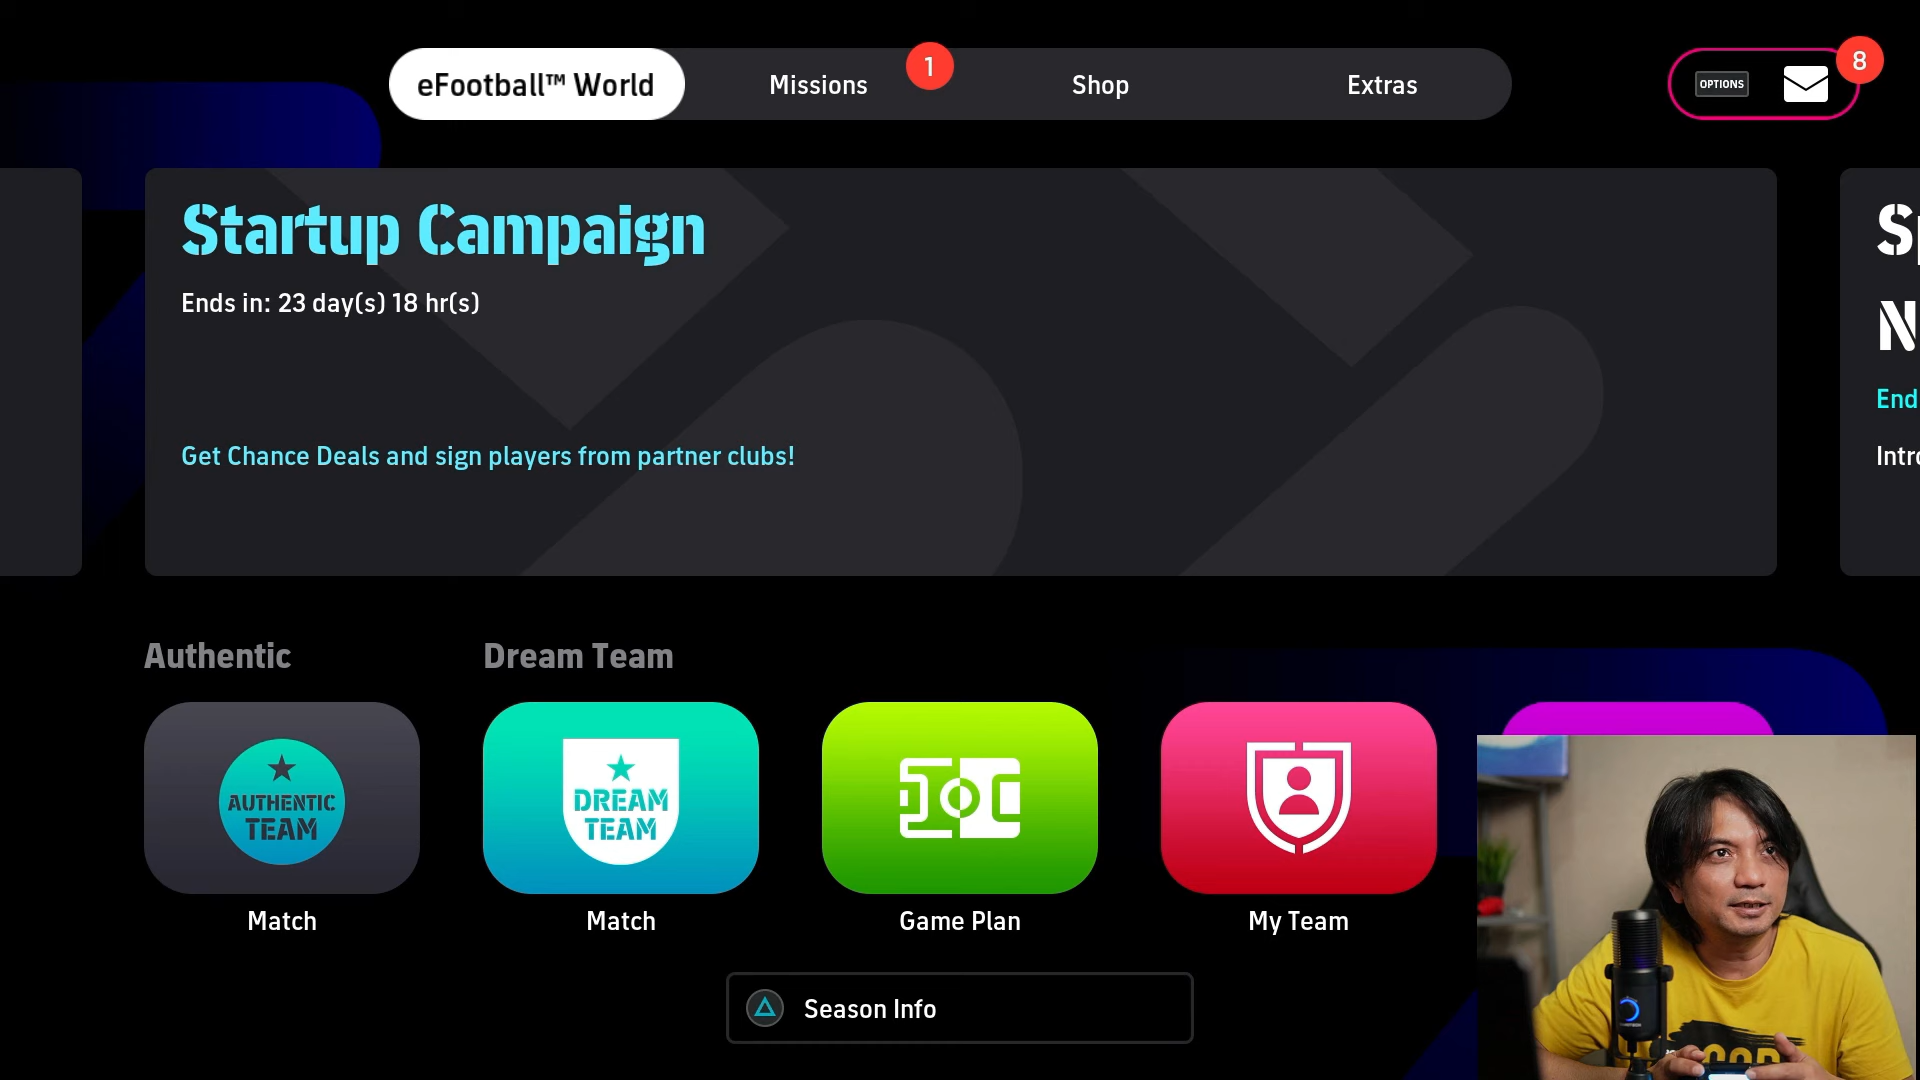 eFootball™ World
Missions
1
Shop
Extras
OPTIONS
8
Startup Campaign
Ends in: 23 day(s) 18 hr(s)
Get Chance Deals and sign players from partner clubs!
End
Intro
Authentic
Dream Team
AUTHENTIC
TEAM
DREAM
TEAM
Match
Match
Game Plan
My Team
Season Info